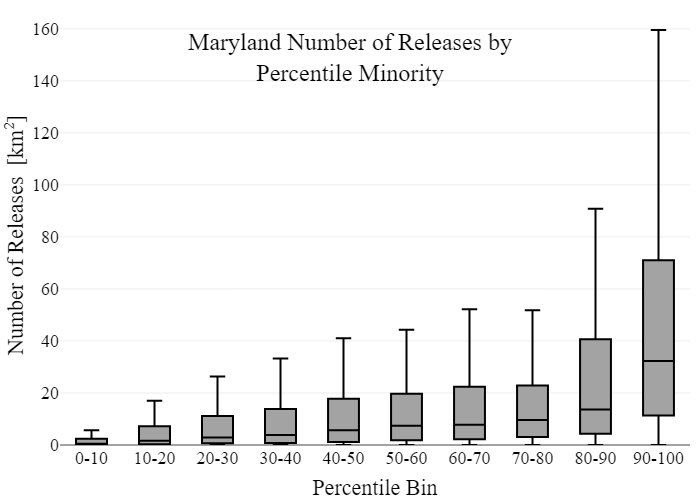 Maryland Number of Releases by
Percentile Minority
Number of Releases [km²]
160
140
120
100
80
60
40
20
0
0-10 10-20 20-30 30-40 40-50 50-60 60-70 70-80 80-90 90-100
Percentile Bin